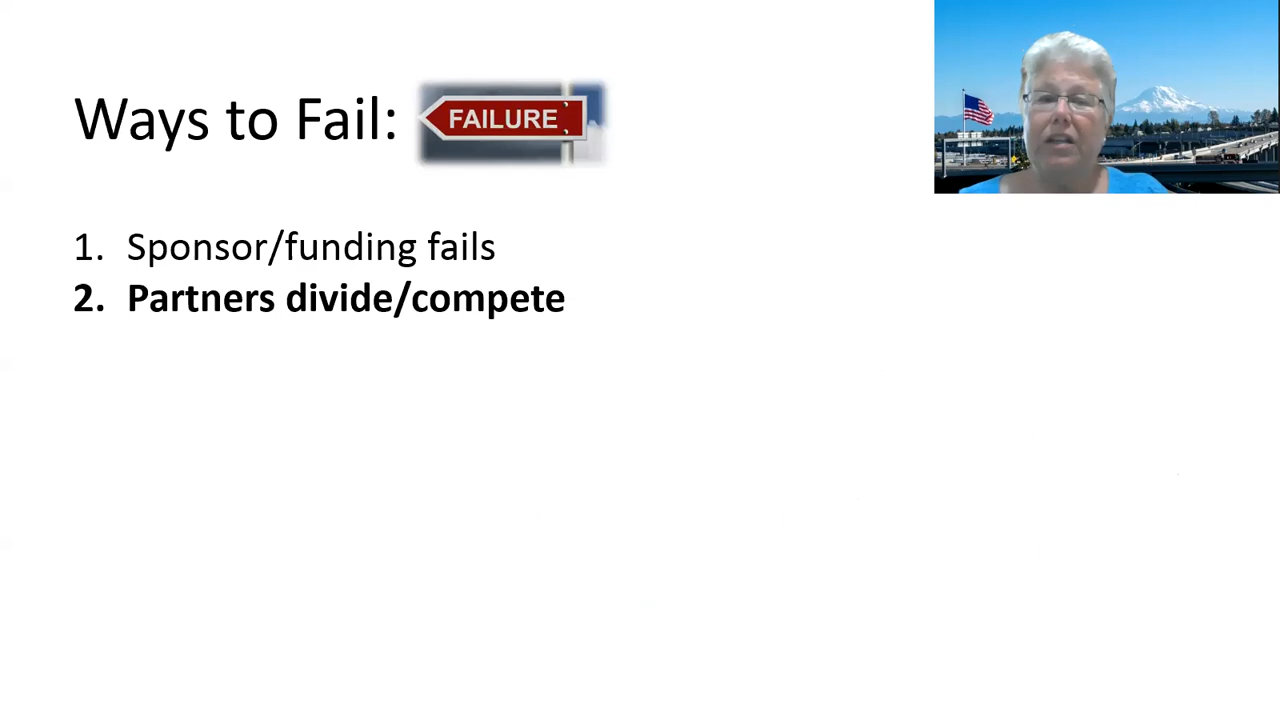 Ways to Fail:
FAILURE
1. Sponsor/funding fails
2. Partners divide/compete